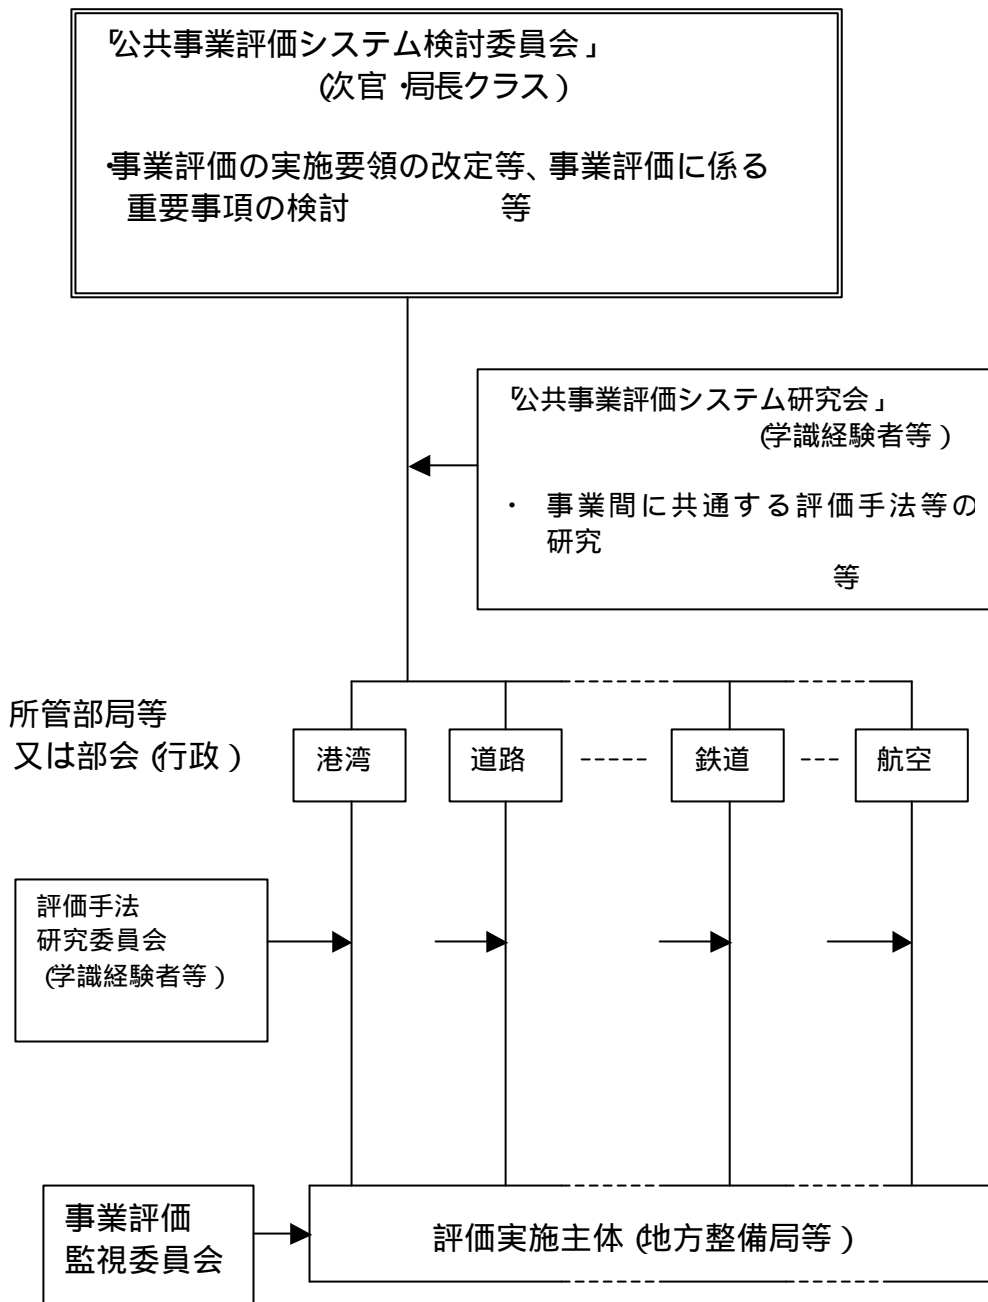 「公共事業評価システム検討委員会」
(次官・局長クラス)
・事業評価の実施要領の改定等、事業評価に係る
重要事項の検討 等
「公共事業評価システム研究会」
(学識経験者等)
・ 事業間に共通する評価手法等の
研究
等
所管部局等
又は部会(行政)
港湾
道路
鉄道
航空
評価手法
研究委員会
(学識経験者等)
事業評価
監視委員会
評価実施主体(地方整備局等)